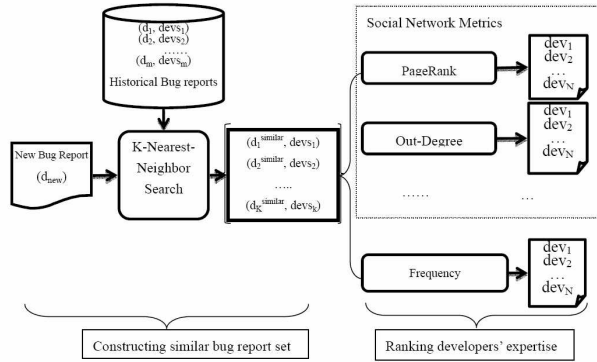 (d1, devs1)
(d2, devs2)
……
(dm, devsm)
Historical Bug reports
New Bug Report
(dnew)
K-Nearest-
Neighbor
Search
(d1similar, devs1)
(d2similar, devs2)
…..
(dKsimilar, devsk)
Social Network Metrics
PageRank
dev1
dev2
…
devN
Out-Degree
dev1
dev2
…
devN
…… …
Frequency
dev1
dev2
…
devN
Constructing similar bug report set
Ranking developers’ expertise